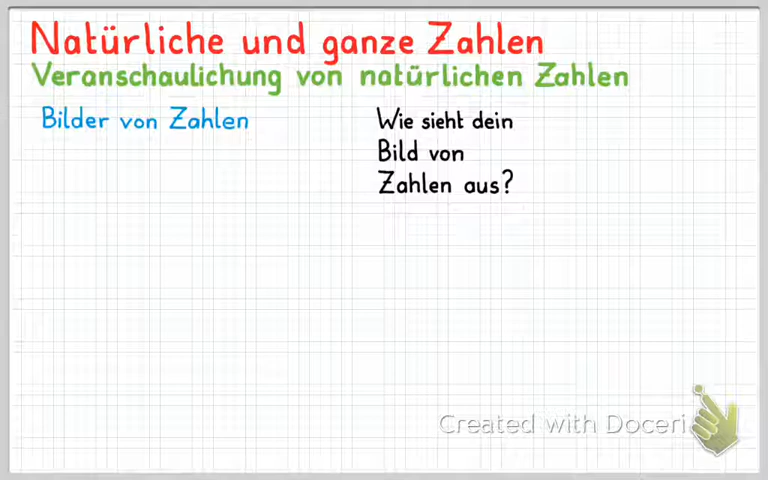 Natürliche und ganze Zahlen
Veranschaulichung von natürlichen Zahlen
Bilder von Zahlen
Wie sieht dein
Bild von
Zahlen aus?
Created with Doceri